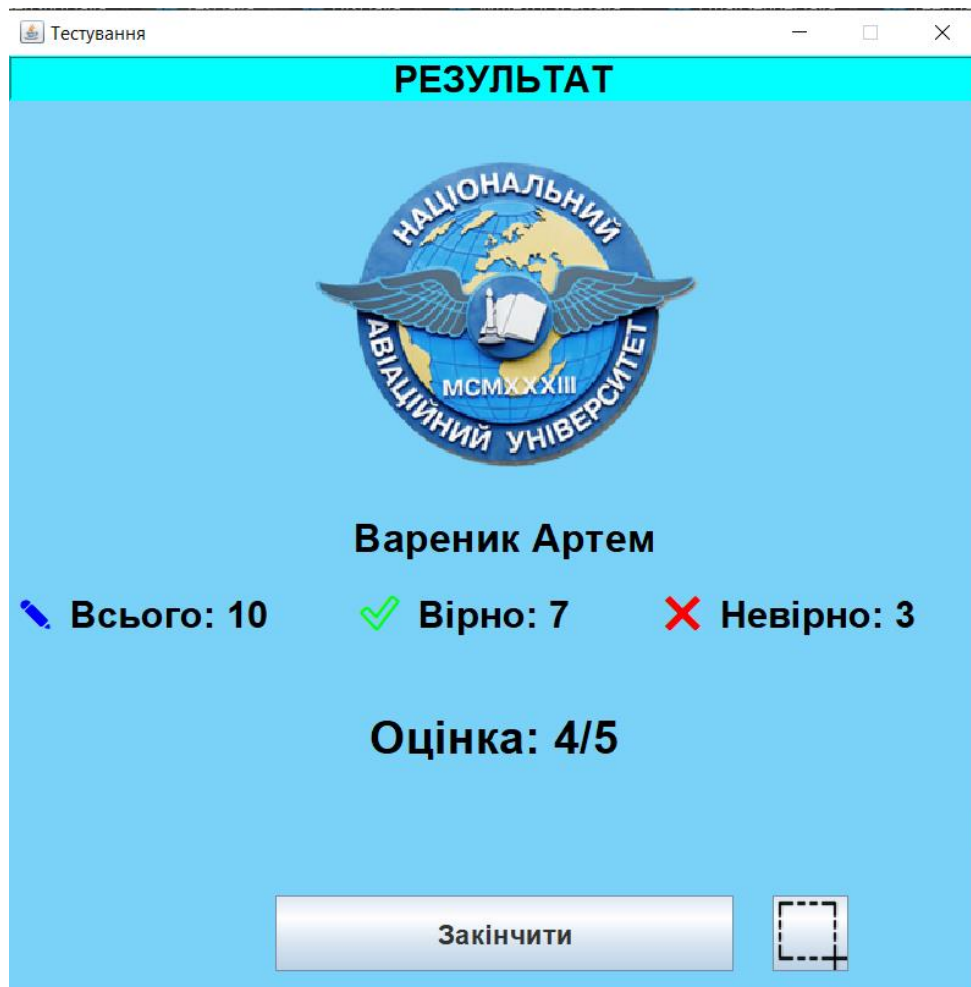 Тестування
РЕЗУЛЬТАТ
НАЦІОНАЛЬНИЙ
АВІАЦІЙНИЙ УНІВЕРСИТЕТ
MCMXXXIII
Вареник Артем
Всього: 10 Вірно: 7 Невірно: 3
Оцінка: 4/5
Закінчити